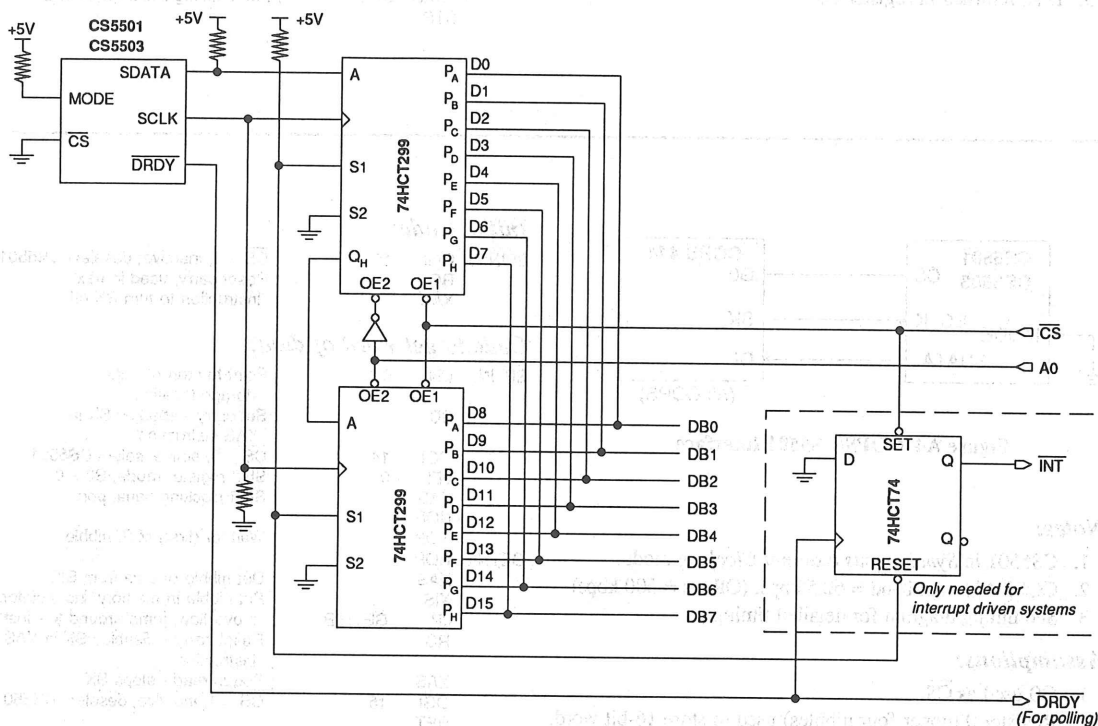 +5V
CS5501
CS5503
+5V
+5V
SDATA
MODE
SCLK
CS
DRDY
A
S1
S2
QH
OE2
OE1
74HCT299
PA
PB
PC
PD
PE
PF
PG
PH
D0
D1
D2
D3
D4
D5
D6
D7
CS
A0
OE2
OE1
A
S1
S2
74HCT299
PA
PB
PC
PD
PE
PF
PG
PH
D8
D9
D10
D11
D12
D13
D14
D15
DB0
DB1
DB2
DB3
DB4
DB5
DB6
DB7
SET
D
Q
INT
74HCT74
Q
RESET
Only needed for
interrupt driven systems
DRDY
(For polling)